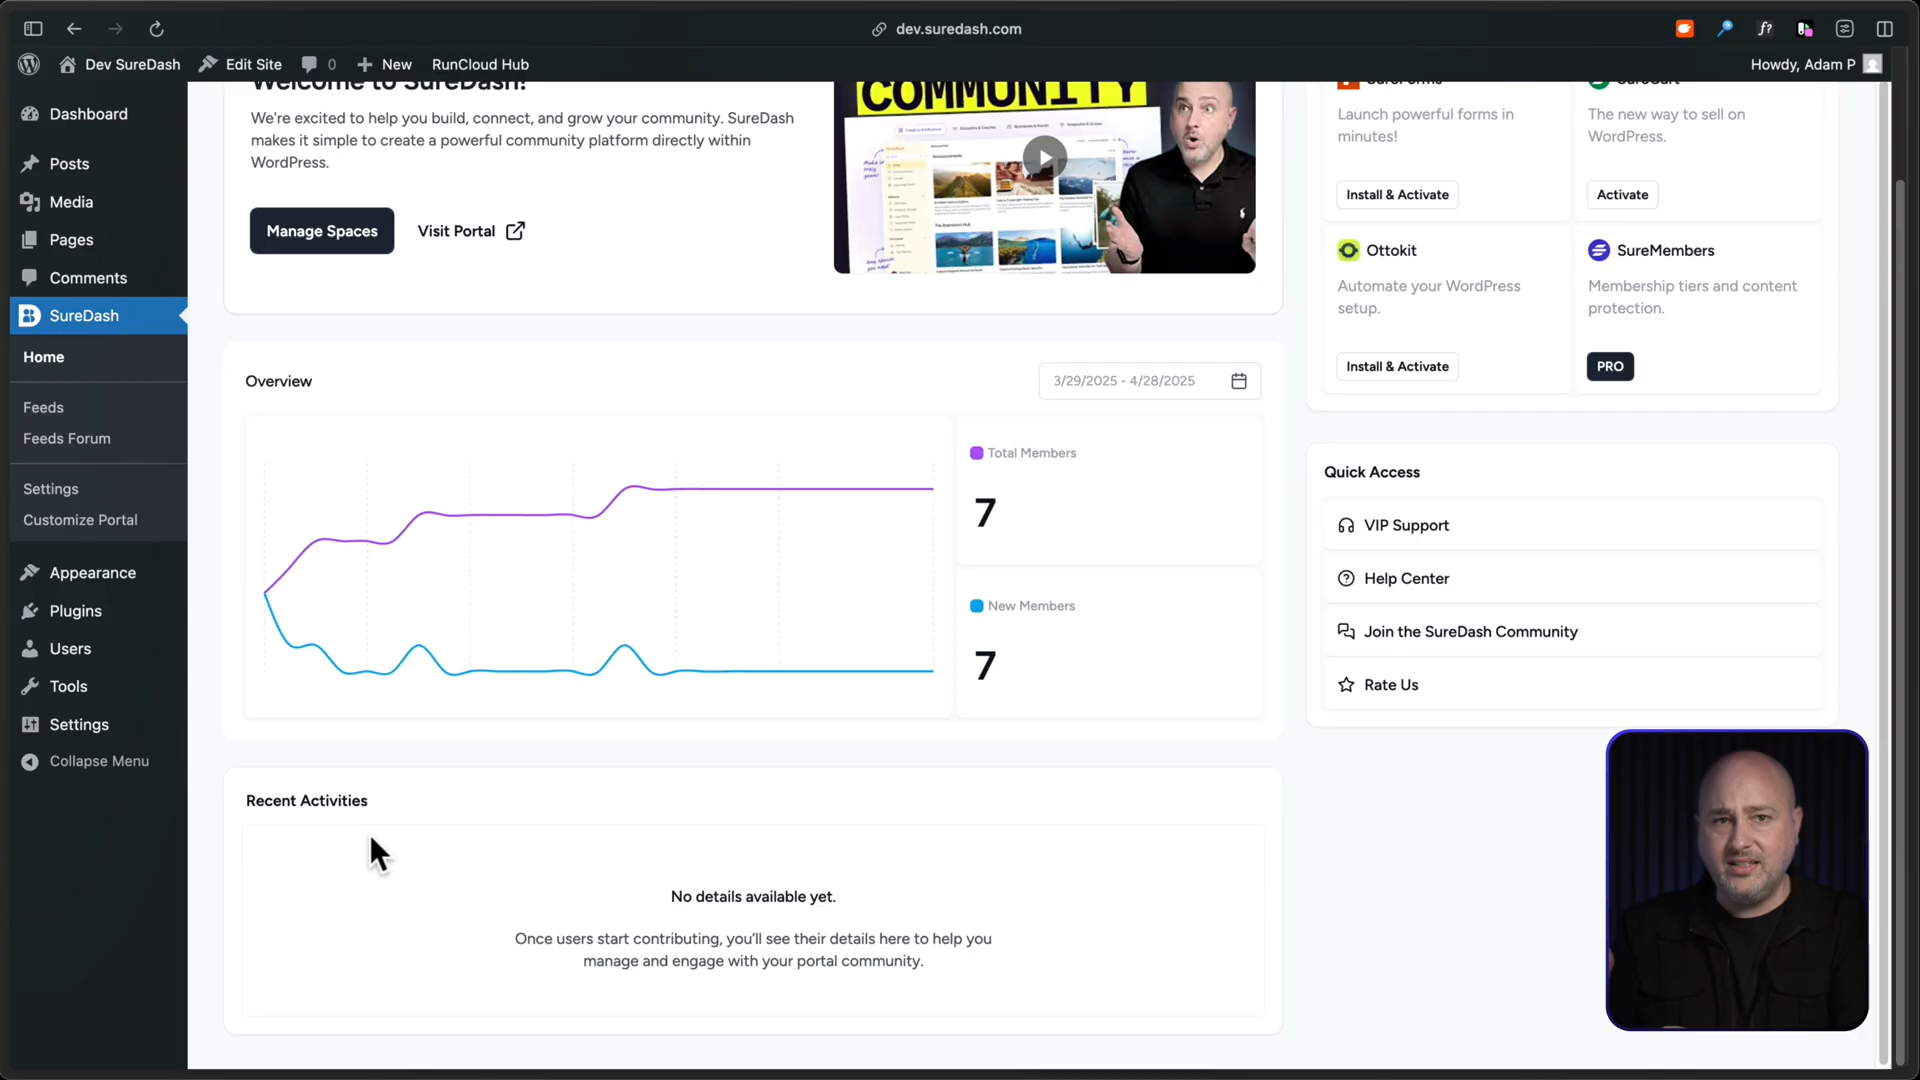 dev.suredash.com
Dev SureDash
Edit Site
0
New
RunCloud Hub
Howdy, Adam P
Dashboard
Posts
Media
Pages
Comments
SureDash
Home
Feeds
Feeds Forum
Settings
Customize Portal
Appearance
Plugins
Users
Tools
Settings
Collapse Menu
Welcome to SureDash!
We're excited to help you build, connect, and grow your community. SureDash
makes it simple to create a powerful community platform directly within
WordPress.
Manage Spaces
Visit Portal
COMMUNITY
Overview
3/29/2025 - 4/28/2025
Total Members
7
New Members
7
Recent Activities
No details available yet.
Once users start contributing, you'll see their details here to help you
manage and engage with your portal community.
SureForms
Launch powerful forms in
minutes!
Install & Activate
SureCart
The new way to sell on
WordPress.
Activate
Ottokit
Automate your WordPress
setup.
Install & Activate
SureMembers
Membership tiers and content
protection.
PRO
Quick Access
VIP Support
Help Center
Join the SureDash Community
Rate Us